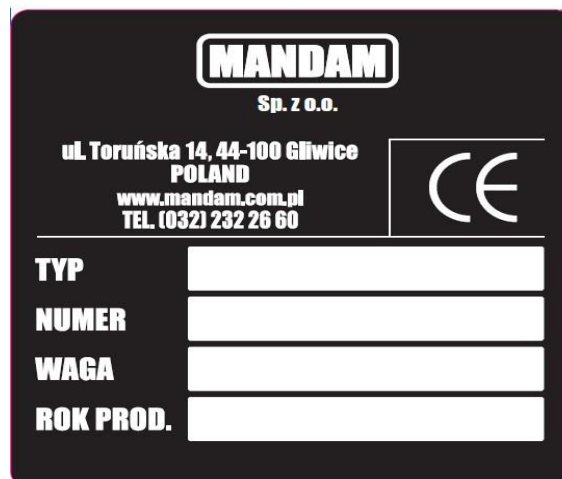 MANDAM
Sp. z o.o.
ul. Toruńska 14, 44-100 Gliwice
POLAND
www.mandam.com.pl
TEL. (032) 232 26 60
CE
TYP
NUMER
WAGA
ROK PROD.